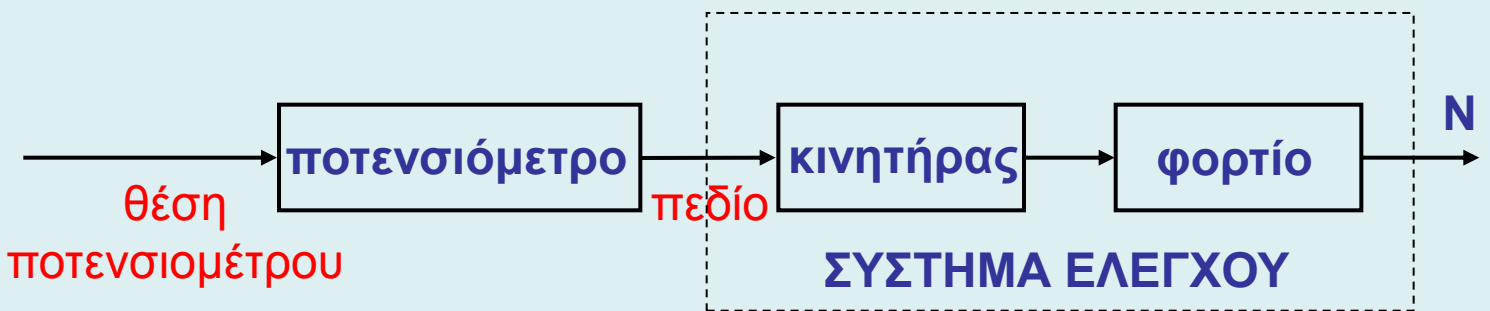 Ν
ποτενσιόμετρο
κινητήρας
φορτίο
θέση
ποτενσιομέτρου
πεδίο
ΣΥΣΤΗΜΑ ΕΛΕΓΧΟΥ